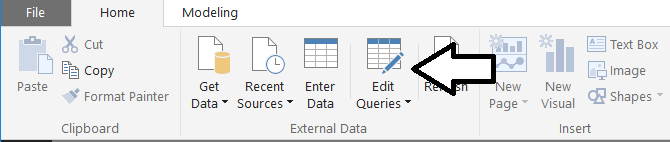 File Home Modeling
Cut
Copy
Format Painter
Paste
Clipboard
Get Data
Recent Sources
Enter Data
Edit Queries
External Data
New Page
New Visual
Text Box
Image
Shapes
Insert